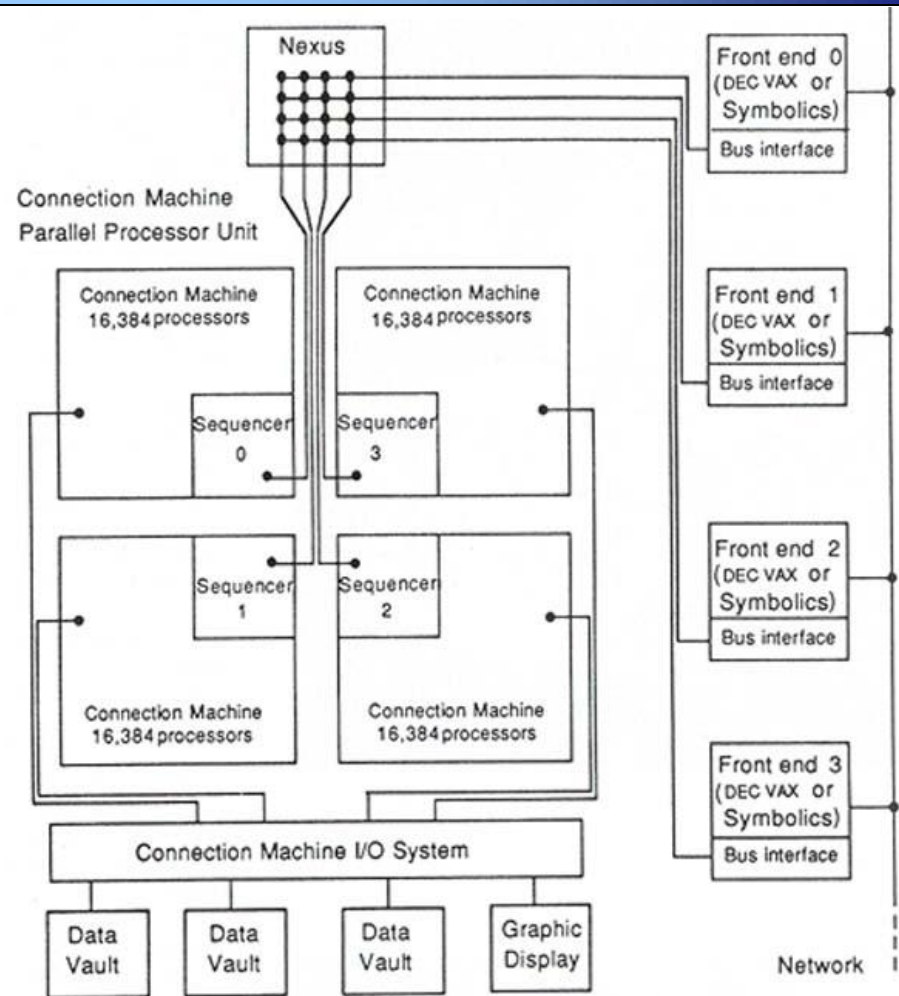 Nexus
Front end 0
(DEC VAX or
Symbolics)
Bus interface
Connection Machine
Parallel Processor Unit
Connection Machine
16,384 processors
Sequencer
0
Connection Machine
16,384 processors
Sequencer
3
Front end 1
(DEC VAX or
Symbolics)
Bus interface
Sequencer
1
Connection Machine
16,384 processors
Sequencer
2
Connection Machine
16,384 processors
Front end 2
(DEC VAX or
Symbolics)
Bus interface
Front end 3
(DEC VAX or
Symbolics)
Bus interface
Connection Machine I/O System
Data
Vault
Data
Vault
Data
Vault
Graphic
Display
Network